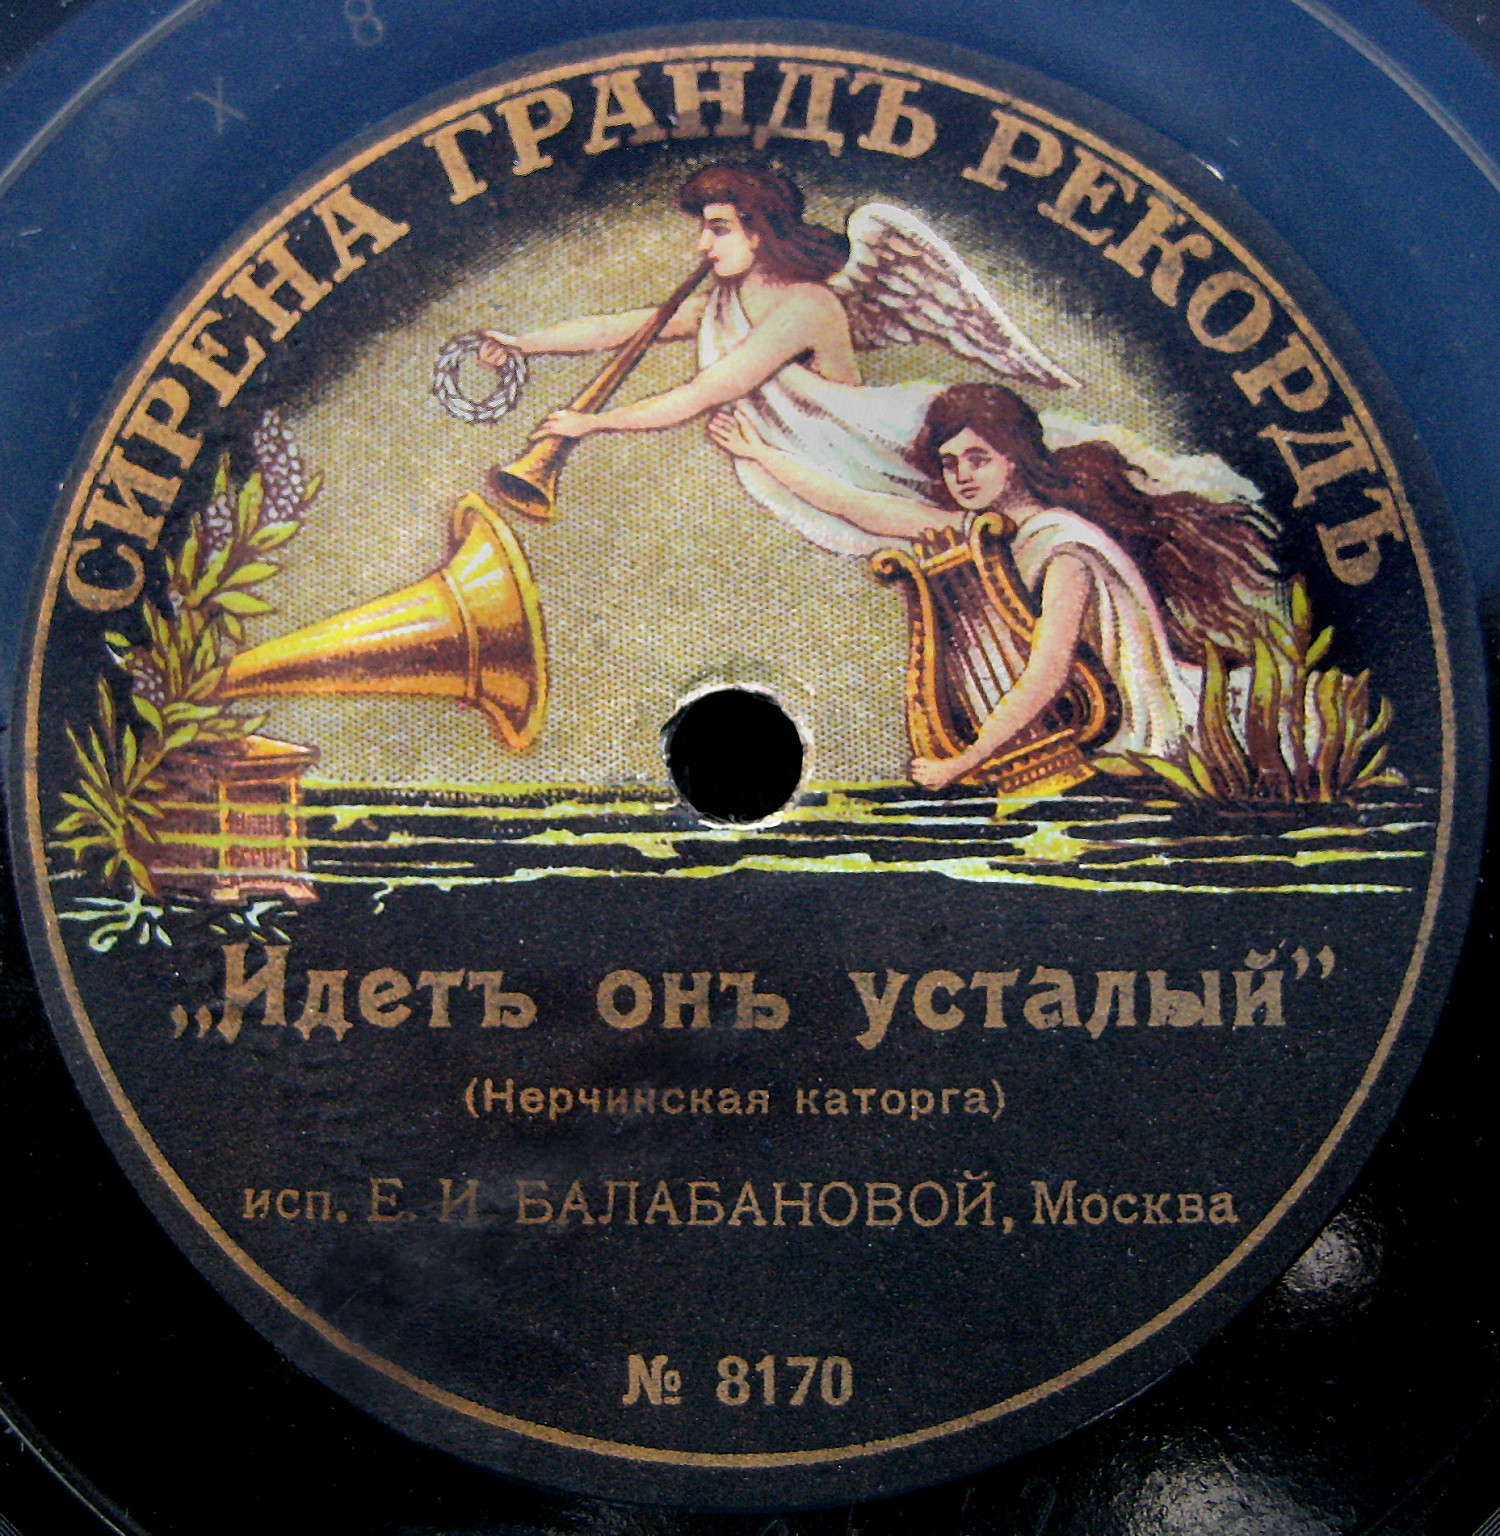 СИРЕНА ГРАНДЪ РЕКОРДЪ
„Идетъ онъ усталый”
(Нерчинская каторга)
исп. Е. И БАЛАБАНОВОЙ, Москва
№ 8170